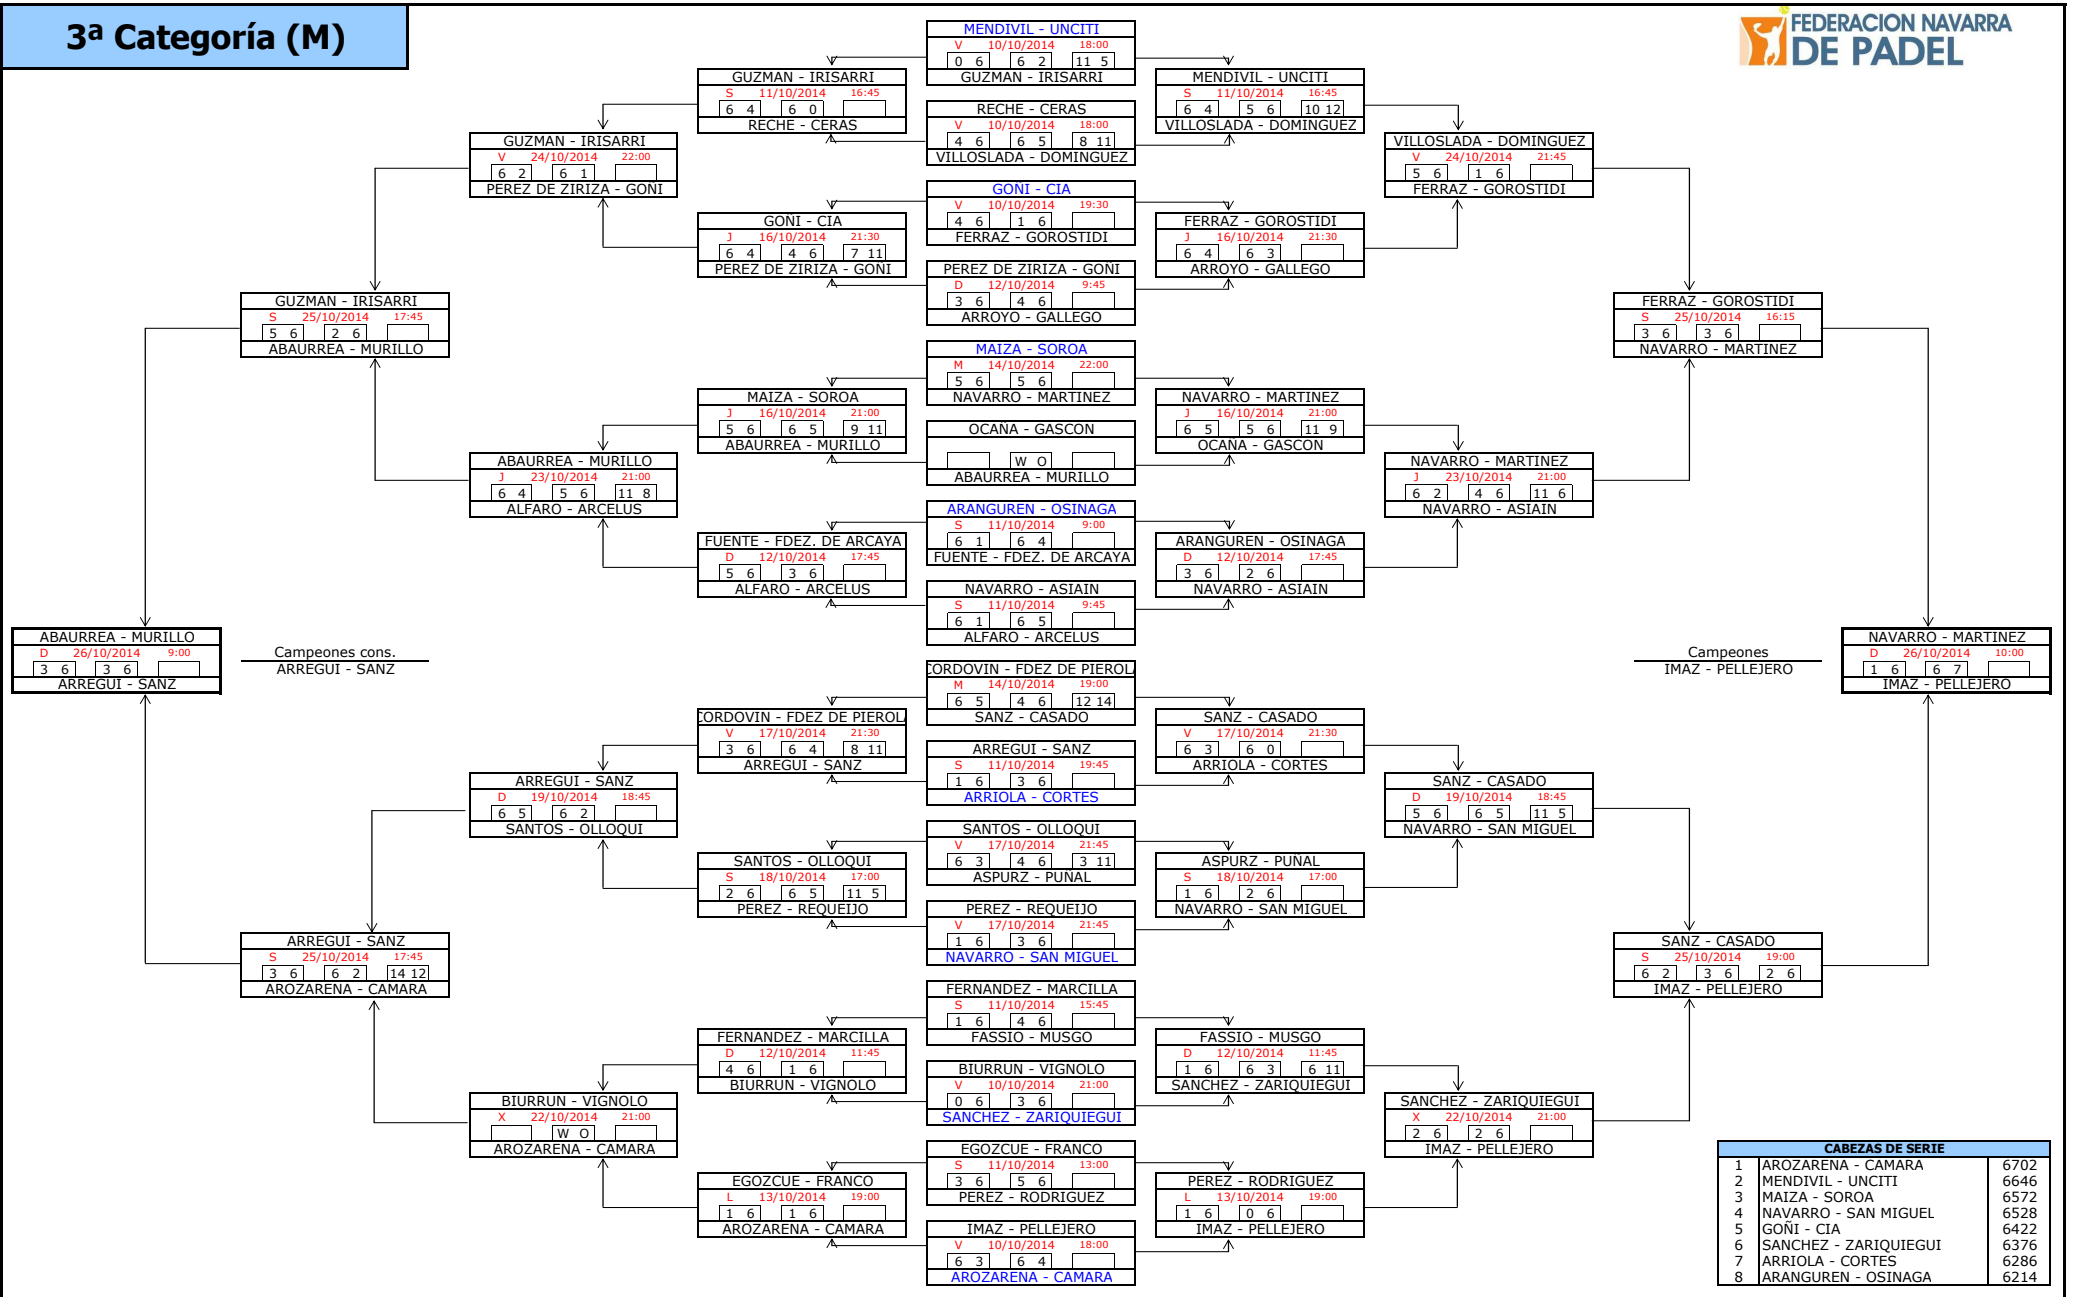 3ª Categoría (M)
FEDERACION NAVARRA
DE PADEL
ABAURREA - MURILLO
D 26/10/2014 9:00
3 6 3 6
ARREGUI - SANZ
Campeones cons.
ARREGUI - SANZ
GUZMAN - IRISARRI
S 25/10/2014 17:45
5 6 2 6
ABAURREA - MURILLO
ARREGUI - SANZ
S 25/10/2014 17:45
3 6 6 2 14 12
AROZARENA - CAMARA
GUZMAN - IRISARRI
V 24/10/2014 22:00
6 2 6 1
PEREZ DE ZIRIZA - GOÑI
ABAURREA - MURILLO
J 23/10/2014 21:00
6 4 5 6 11 8
ALFARO - ARCELUS
ARREGUI - SANZ
D 19/10/2014 18:45
6 5 6 2
SANTOS - OLLOQUI
BIURRUN - VIGNOLO
X 22/10/2014 21:00
W O
AROZARENA - CAMARA
GUZMAN - IRISARRI
S 11/10/2014 16:45
6 4 6 0
RECHE - CERAS
GOÑI - CIA
J 16/10/2014 21:30
6 4 4 6 7 11
PEREZ DE ZIRIZA - GOÑI
MAIZA - SOROA
J 16/10/2014 21:00
5 6 6 5 9 11
ABAURREA - MURILLO
FUENTE - FDEZ. DE ARCAYA
D 12/10/2014 17:45
5 6 3 6
ALFARO - ARCELUS
CORDOVIN - FDEZ DE PIEROLA
V 17/10/2014 21:30
3 6 6 4 8 11
ARREGUI - SANZ
SANTOS - OLLOQUI
S 18/10/2014 17:00
2 6 6 5 11 5
PEREZ - REQUEIJO
FERNANDEZ - MARCILLA
D 12/10/2014 11:45
4 6 1 6
BIURRUN - VIGNOLO
EGOZCUE - FRANCO
L 13/10/2014 19:00
1 6 1 6
AROZARENA - CAMARA
MENDIVIL - UNCITI
V 10/10/2014 18:00
0 6 6 2 11 5
GUZMAN - IRISARRI
RECHE - CERAS
V 10/10/2014 18:00
4 6 6 5 8 11
VILLOSLADA - DOMINGUEZ
GOÑI - CIA
V 10/10/2014 19:30
4 6 1 6
FERRAZ - GOROSTIDI
PEREZ DE ZIRIZA - GOÑI
D 12/10/2014 9:45
3 6 4 6
ARROYO - GALLEGO
MAIZA - SOROA
M 14/10/2014 22:00
5 6 5 6
NAVARRO - MARTINEZ
OCAÑA - GASCON
W O
ABAURREA - MURILLO
ARANGUREN - OSINAGA
S 11/10/2014 9:00
6 1 6 4
FUENTE - FDEZ. DE ARCAYA
NAVARRO - ASIAIN
S 11/10/2014 9:45
6 1 6 5
ALFARO - ARCELUS
CORDOVIN - FDEZ DE PIEROLA
M 14/10/2014 19:00
6 5 4 6 12 14
SANZ - CASADO
ARREGUI - SANZ
S 11/10/2014 19:45
1 6 3 6
ARRIOLA - CORTES
SANTOS - OLLOQUI
V 17/10/2014 21:45
6 3 4 6 3 11
ASPURZ - PUÑAL
PEREZ - REQUEIJO
V 17/10/2014 21:45
1 6 3 6
NAVARRO - SAN MIGUEL
FERNANDEZ - MARCILLA
S 11/10/2014 15:45
1 6 4 6
FASSIO - MUSGO
BIURRUN - VIGNOLO
V 10/10/2014 21:00
0 6 3 6
SANCHEZ - ZARIQUIEGUI
EGOZCUE - FRANCO
S 11/10/2014 13:00
3 6 5 6
PEREZ - RODRIGUEZ
IMAZ - PELLEJERO
V 10/10/2014 18:00
6 3 6 4
AROZARENA - CAMARA
MENDIVIL - UNCITI
S 11/10/2014 16:45
6 4 5 6 10 12
VILLOSLADA - DOMINGUEZ
FERRAZ - GOROSTIDI
J 16/10/2014 21:30
6 4 6 3
ARROYO - GALLEGO
NAVARRO - MARTINEZ
J 16/10/2014 21:00
6 5 5 6 11 9
OCAÑA - GASCON
ARANGUREN - OSINAGA
D 12/10/2014 17:45
3 6 2 6
NAVARRO - ASIAIN
SANZ - CASADO
V 17/10/2014 21:30
6 3 6 0
ARRIOLA - CORTES
ASPURZ - PUÑAL
S 18/10/2014 17:00
1 6 2 6
NAVARRO - SAN MIGUEL
FASSIO - MUSGO
D 12/10/2014 11:45
1 6 6 3 6 11
SANCHEZ - ZARIQUIEGUI
PEREZ - RODRIGUEZ
L 13/10/2014 19:00
1 6 0 6
IMAZ - PELLEJERO
VILLOSLADA - DOMINGUEZ
V 24/10/2014 21:45
5 6 1 6
FERRAZ - GOROSTIDI
NAVARRO - MARTINEZ
J 23/10/2014 21:00
6 2 4 6 11 6
NAVARRO - ASIAIN
SANZ - CASADO
D 19/10/2014 18:45
5 6 6 5 11 5
NAVARRO - SAN MIGUEL
SANCHEZ - ZARIQUIEGUI
X 22/10/2014 21:00
2 6 2 6
IMAZ - PELLEJERO
FERRAZ - GOROSTIDI
S 25/10/2014 16:15
3 6 3 6
NAVARRO - MARTINEZ
SANZ - CASADO
S 25/10/2014 19:00
6 2 3 6 2 6
IMAZ - PELLEJERO
Campeones
IMAZ - PELLEJERO
NAVARRO - MARTINEZ
D 26/10/2014 10:00
1 6 6 7
IMAZ - PELLEJERO
CABEZAS DE SERIE
1 AROZARENA - CAMARA 6702
2 MENDIVIL - UNCITI 6646
3 MAIZA - SOROA 6572
4 NAVARRO - SAN MIGUEL 6528
5 GOÑI - CIA 6422
6 SANCHEZ - ZARIQUIEGUI 6376
7 ARRIOLA - CORTES 6286
8 ARANGUREN - OSINAGA 6214